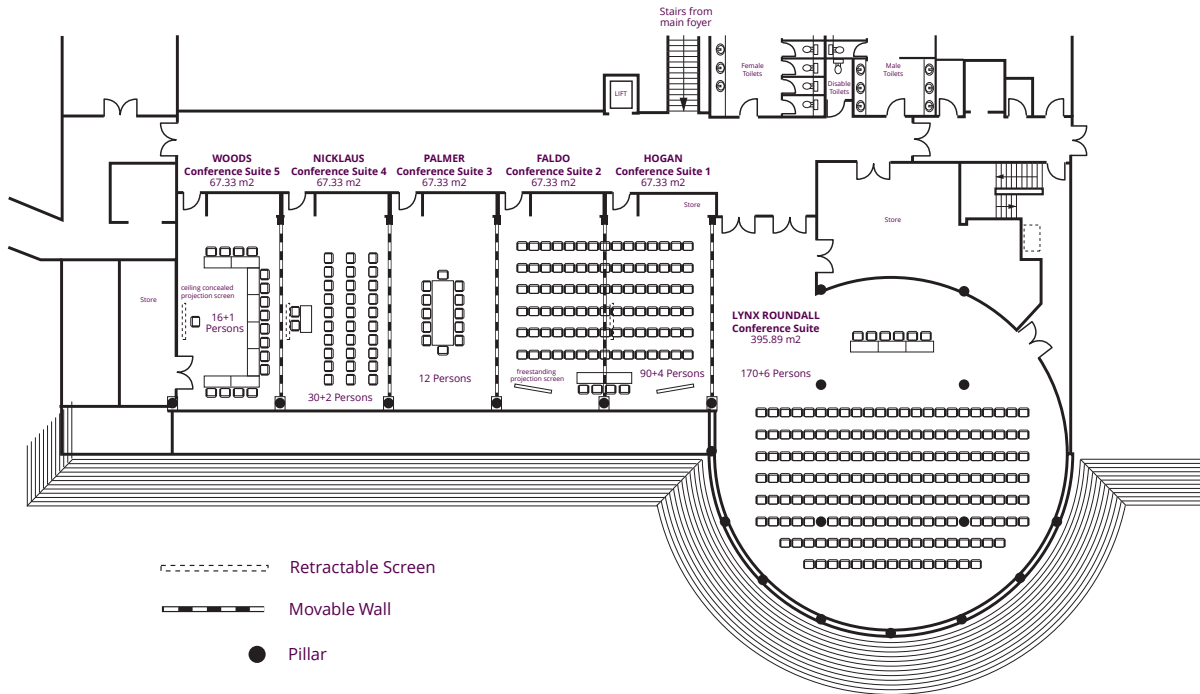 Stairs from
main foyer
LIFT
Female
Toilets
Disable
Toilets
Male
Toilets
WOODS
Conference Suite 5
67.33 m2
NICKLAUS
Conference Suite 4
67.33 m2
PALMER
Conference Suite 3
67.33 m2
FALDO
Conference Suite 2
67.33 m2
HOGAN
Conference Suite 1
67.33 m2
Store
Store
Store
ceiling concealed
projection screen
16+1
Persons
30+2 Persons
12 Persons
freestanding
projection screen
90+4 Persons
LYNX ROUNDALL
Conference Suite
395.89 m2
170+6 Persons
Retractable Screen
Movable Wall
Pillar